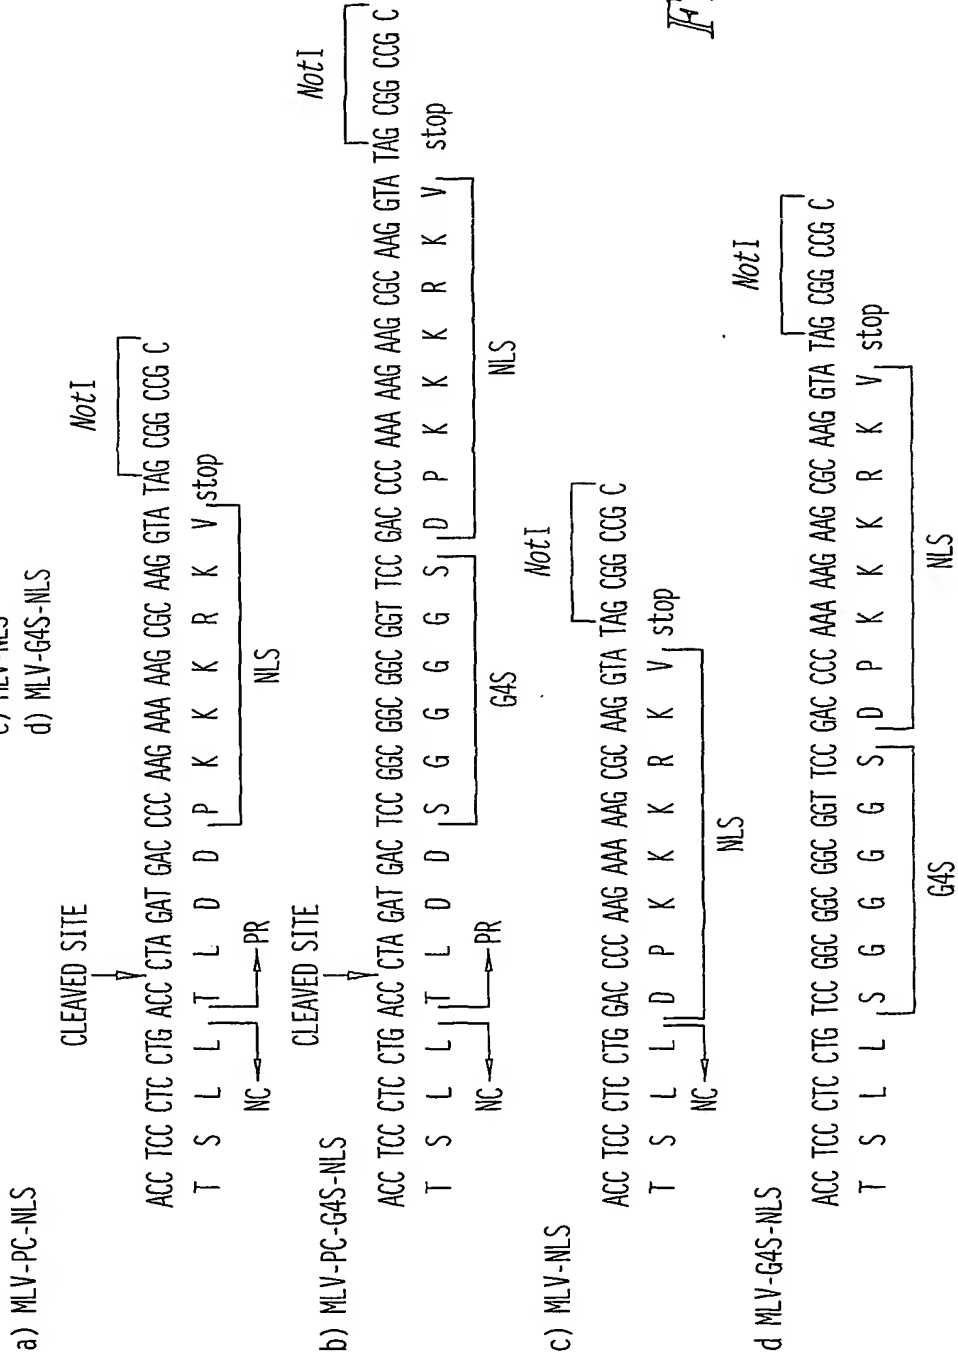 d) MLV-G4S-NLS
a) MLV-PC-NLS
CLEAVED SITE
NotI
ACC TCC CTC CTG ACC CTA GAT GAC CCC AAG AAA AAG CGC AAG GTA TAG CGG CCG C
T S L L T L D D P K K K R K V stop
NC PR
NLS
b) MLV-PC-G4S-NLS
CLEAVED SITE
NotI
ACC TCC CTC CTG ACC CTA GAT GAC TCC GGC GGC GGC GGT TCC GAC CCC AAA AAG AAG CGC AAG GTA TAG CGG CCG C
T S L L T L D D S G G G G S D P K K K R K V stop
NC PR
G4S NLS
c) MLV-NLS
NotI
ACC TCC CTC CTG GAC CCC AAG AAA AAG CGC AAG GTA TAG CGG CCG C
T S L L D P K K K R K V stop
NC
NLS
d MLV-G4S-NLS
NotI
ACC TCC CTC CTG TCC GGC GGC GGC GGT TCC GAC CCC AAA AAG AAG CGC AAG GTA TAG CGG CCG C
T S L L S G G G G S D P K K K R K V stop
G4S NLS